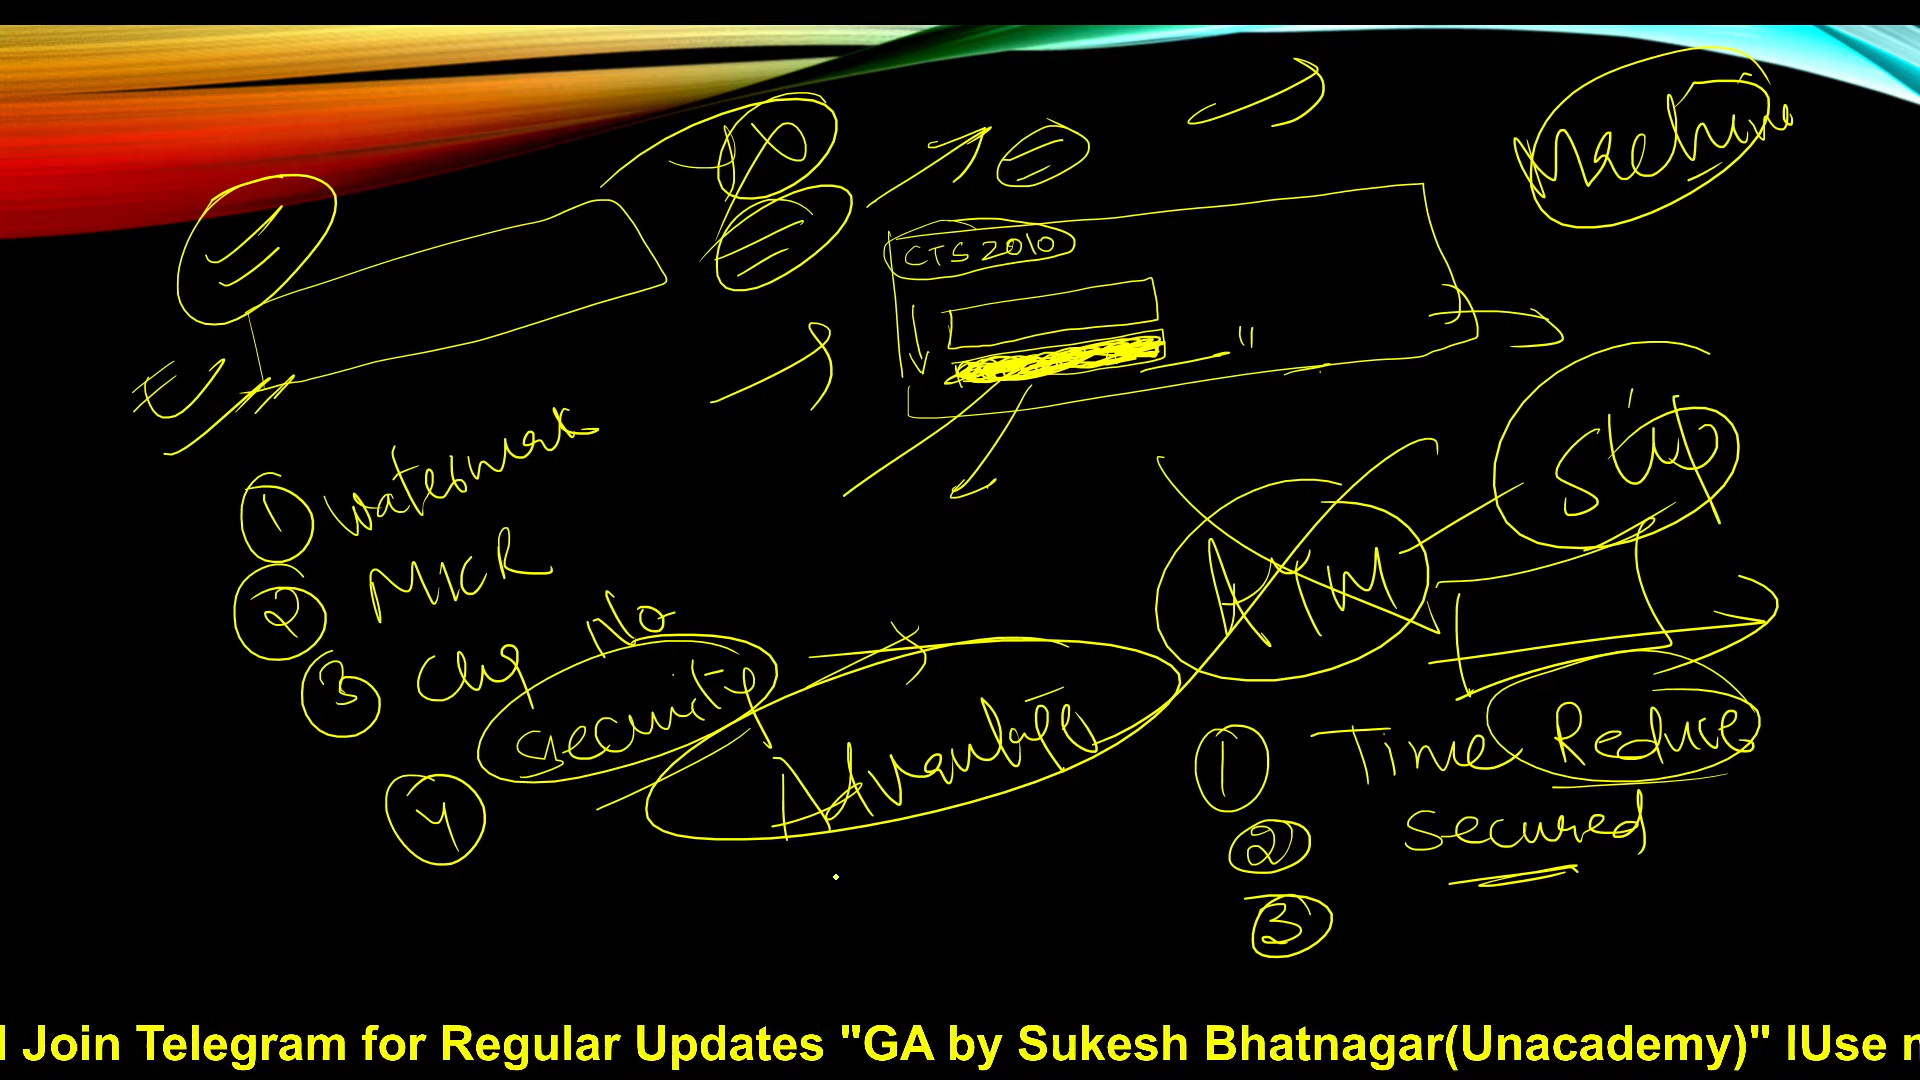 Machine
CTS 2010
"
① watermark
② MICR
③ Chq No
security
④
Advantage
ATM
Strip
① Time Reduce
② secured
③
l Join Telegram for Regular Updates "GA by Sukesh Bhatnagar(Unacademy)" lUse